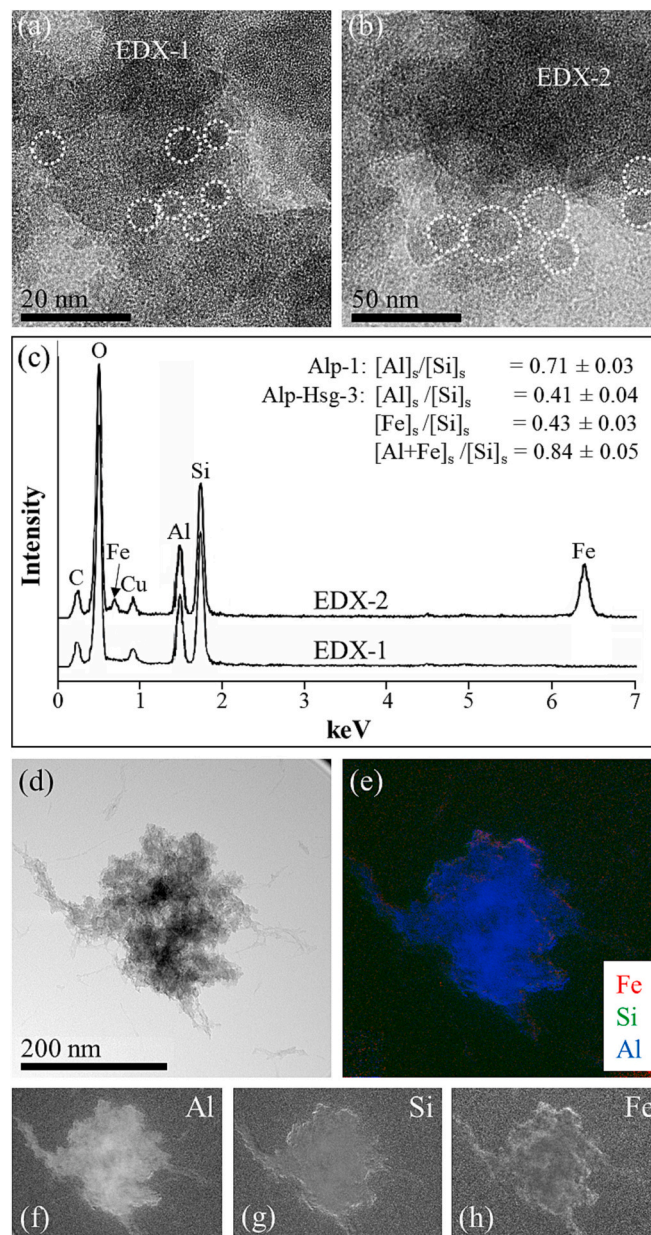 (a)
EDX-1
20 nm
(b)
EDX-2
50 nm
(c)
O
Alp-1: [Al]s/[Si]s = 0.71 ± 0.03
Alp-Hsg-3: [Al]s /[Si]s = 0.41 ± 0.04
[Fe]s /[Si]s = 0.43 ± 0.03
[Al+Fe]s /[Si]s = 0.84 ± 0.05
Si
Al
Fe
C
Fe
Cu
EDX-2
EDX-1
Intensity
0 1 2 3 4 5 6 7
keV
(d)
200 nm
(e)
Fe
Si
Al
Al
(f)
Si
(g)
Fe
(h)